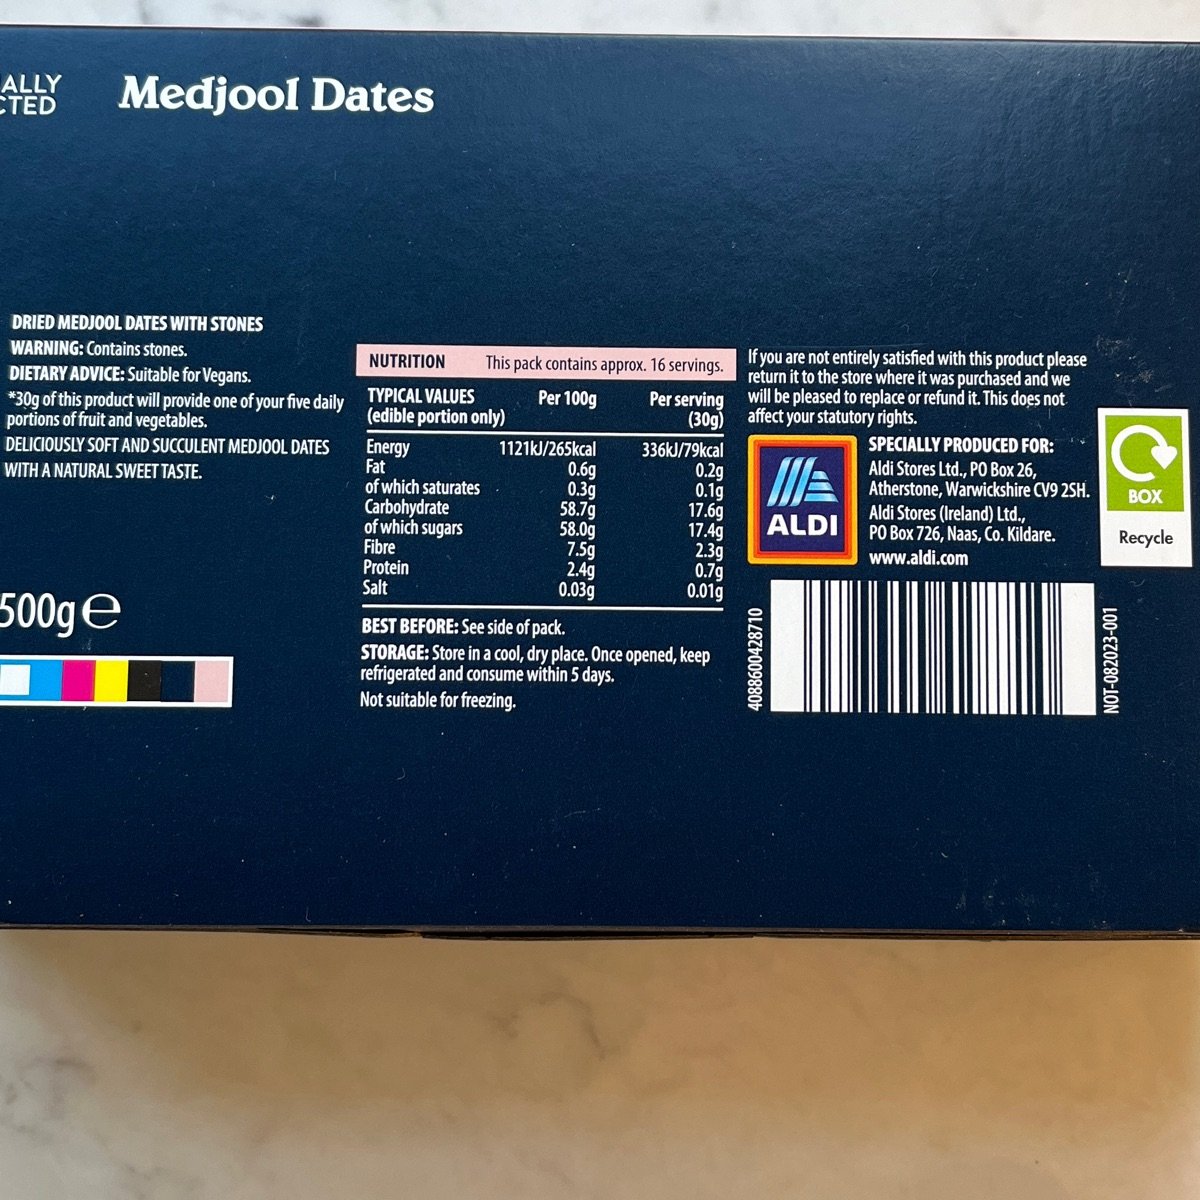 ALLY
CTED
Medjool Dates
DRIED MEDJOOL DATES WITH STONES
WARNING: Contains stones.
DIETARY ADVICE: Suitable for Vegans.
*30g of this product will provide one of your five daily
portions of fruit and vegetables.
DELICIOUSLY SOFT AND SUCCULENT MEDJOOL DATES
WITH A NATURAL SWEET TASTE.
500g e
NUTRITION This pack contains approx. 16 servings.
TYPICAL VALUES Per 100g Per serving
(edible portion only) (30g)
Energy 1121kJ/265kcal 336kJ/79kcal
Fat 0.6g 0.2g
of which saturates 0.3g 0.1g
Carbohydrate 58.7g 17.6g
of which sugars 58.0g 17.4g
Fibre 7.5g 2.3g
Protein 2.4g 0.7g
Salt 0.03g 0.01g
BEST BEFORE: See side of pack.
STORAGE: Store in a cool, dry place. Once opened, keep
refrigerated and consume within 5 days.
Not suitable for freezing.
If you are not entirely satisfied with this product please
return it to the store where it was purchased and we
will be pleased to replace or refund it. This does not
affect your statutory rights.
ALDI
SPECIALLY PRODUCED FOR:
Aldi Stores Ltd., PO Box 26,
Atherstone, Warwickshire CV9 2SH.
Aldi Stores (Ireland) Ltd.,
PO Box 726, Naas, Co. Kildare.
www.aldi.com
BOX
Recycle
4088600428710
NOT-082023-001